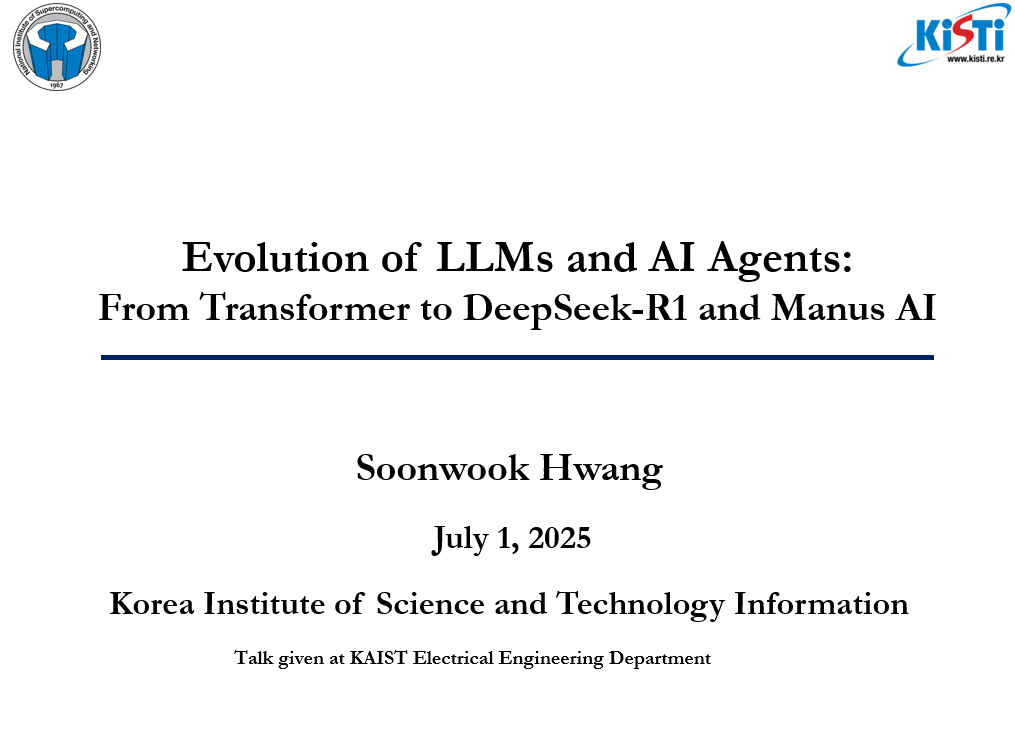 National Institute of Supercomputing and Networking
1967
KiSTi
www.kisti.re.kr
Evolution of LLMs and AI Agents:
From Transformer to DeepSeek-R1 and Manus AI
Soonwook Hwang
July 1, 2025
Korea Institute of Science and Technology Information
Talk given at KAIST Electrical Engineering Department